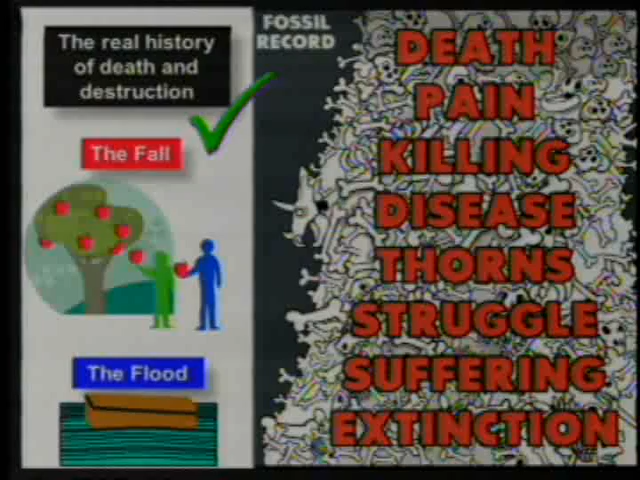 The real history
of death and
destruction
The Fall
The Flood
FOSSIL
RECORD
DEATH
PAIN
KILLING
DISEASE
THORNS
STRUGGLE
SUFFERING
EXTINCTION